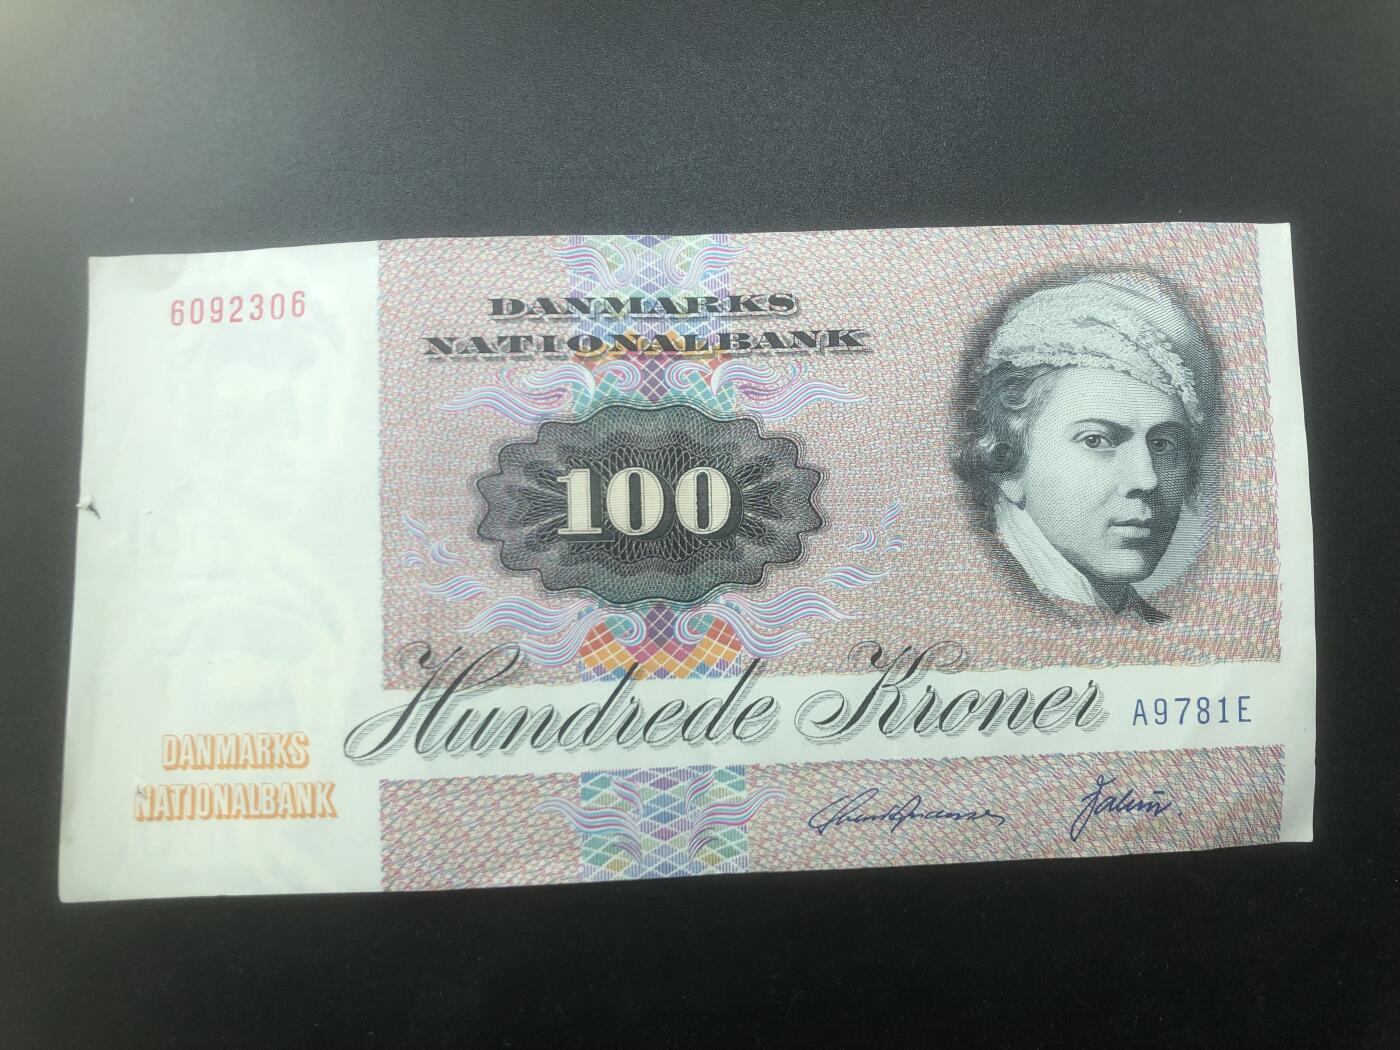 6092306
DANMARKS
NATIONALBANK
100
Hundrede Kroner
A9781E
DANMARKS
NATIONALBANK